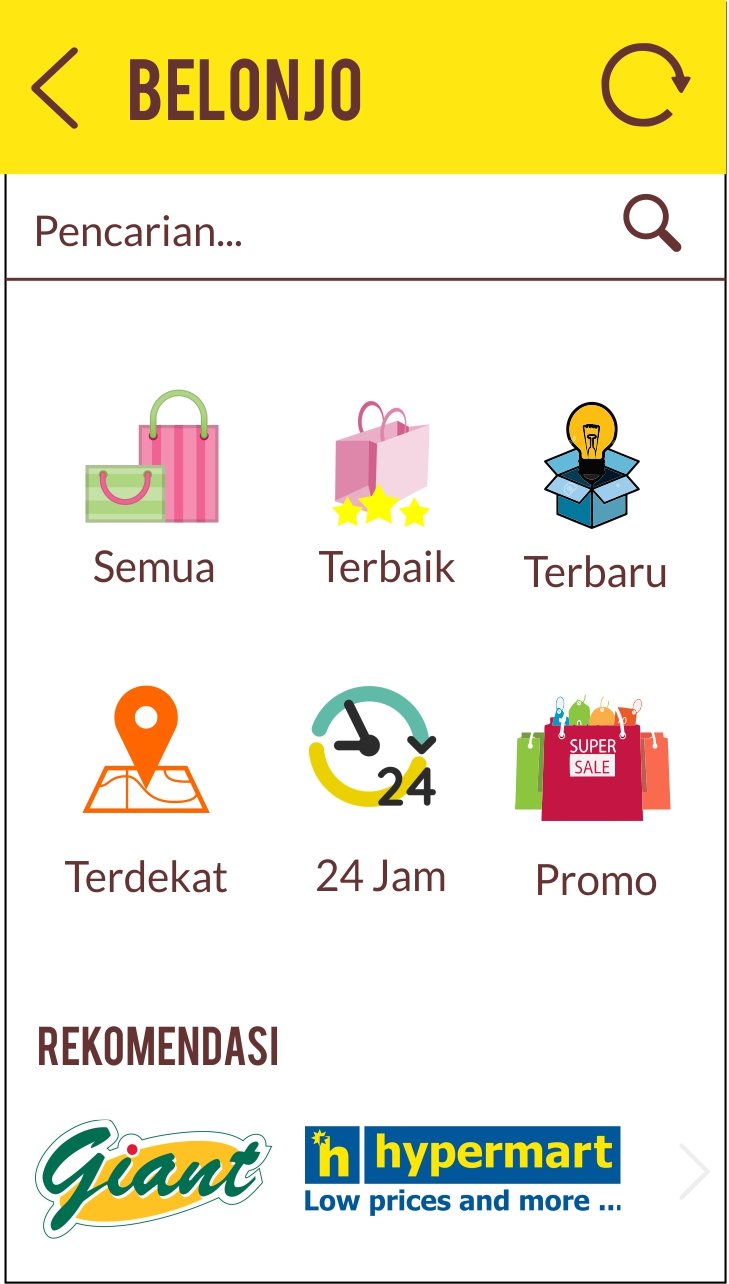 BELONJO
Pencarian...
Semua
Terbaik
Terbaru
24
SUPER
SALE
Terdekat
24 Jam
Promo
REKOMENDASI
Giant
h hypermart
Low prices and more ...